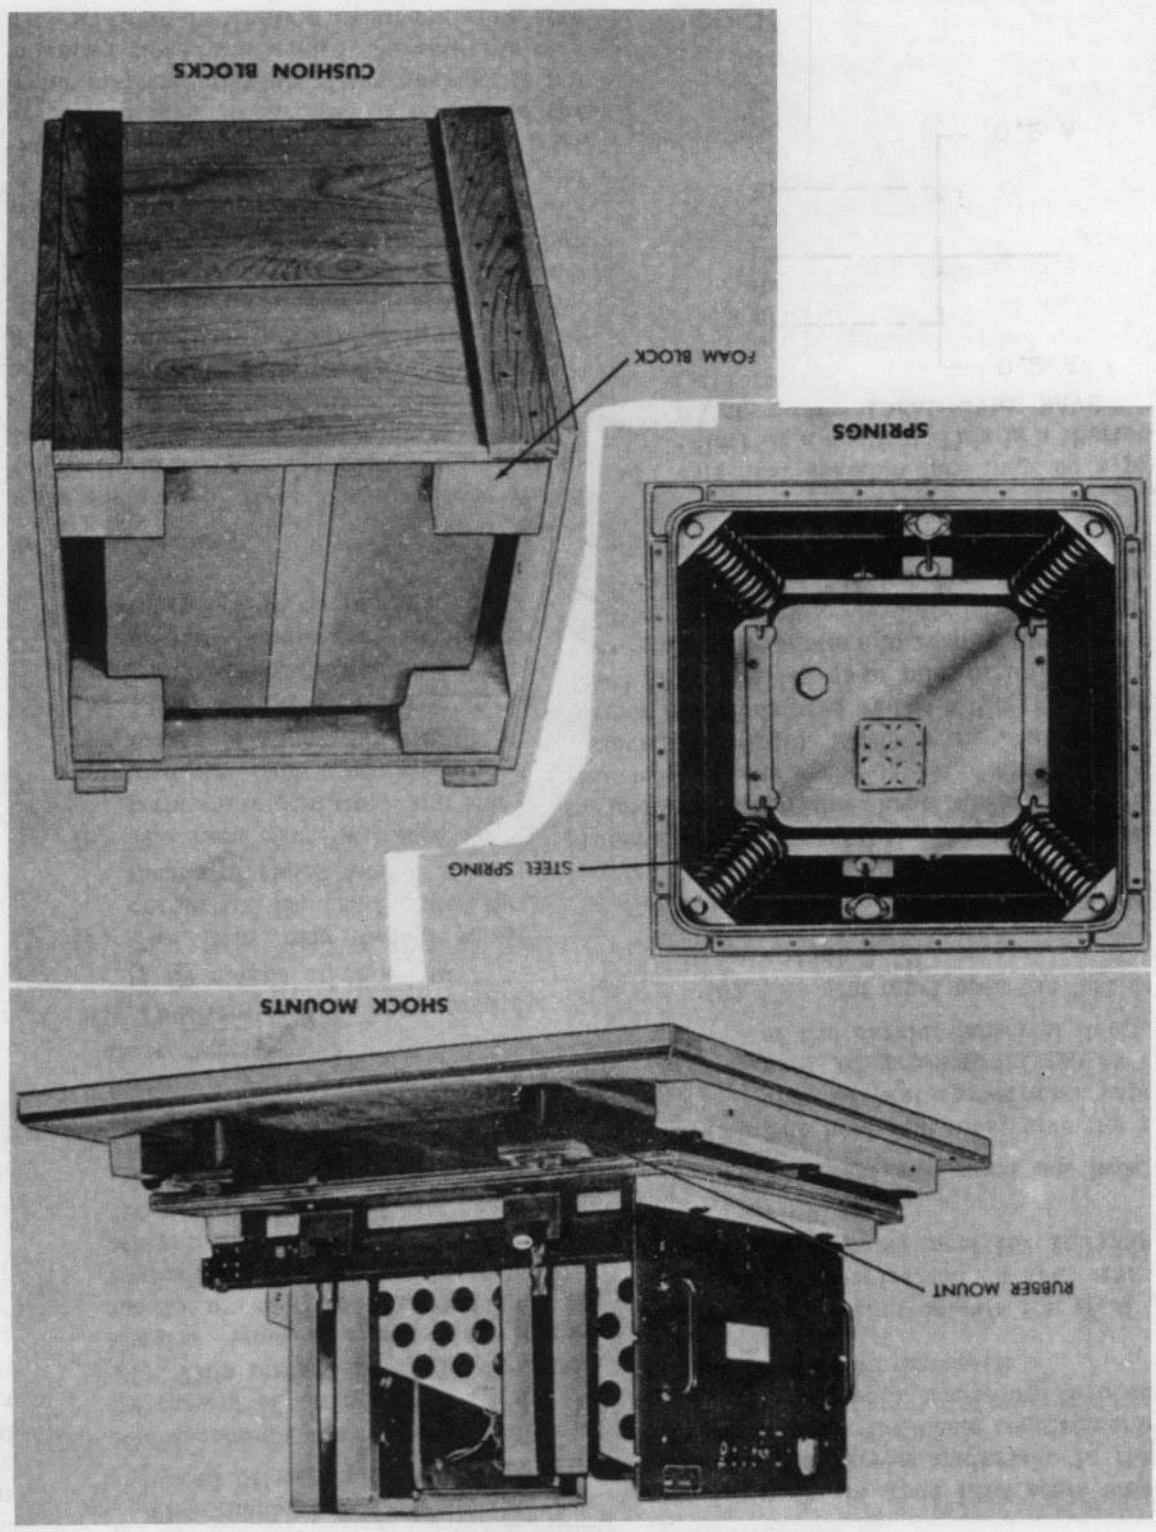 RUBBER MOUNT
SHOCK MOUNTS
STEEL SPRING
SPRINGS
FOAM BLOCK
CUSHION BLOCKS